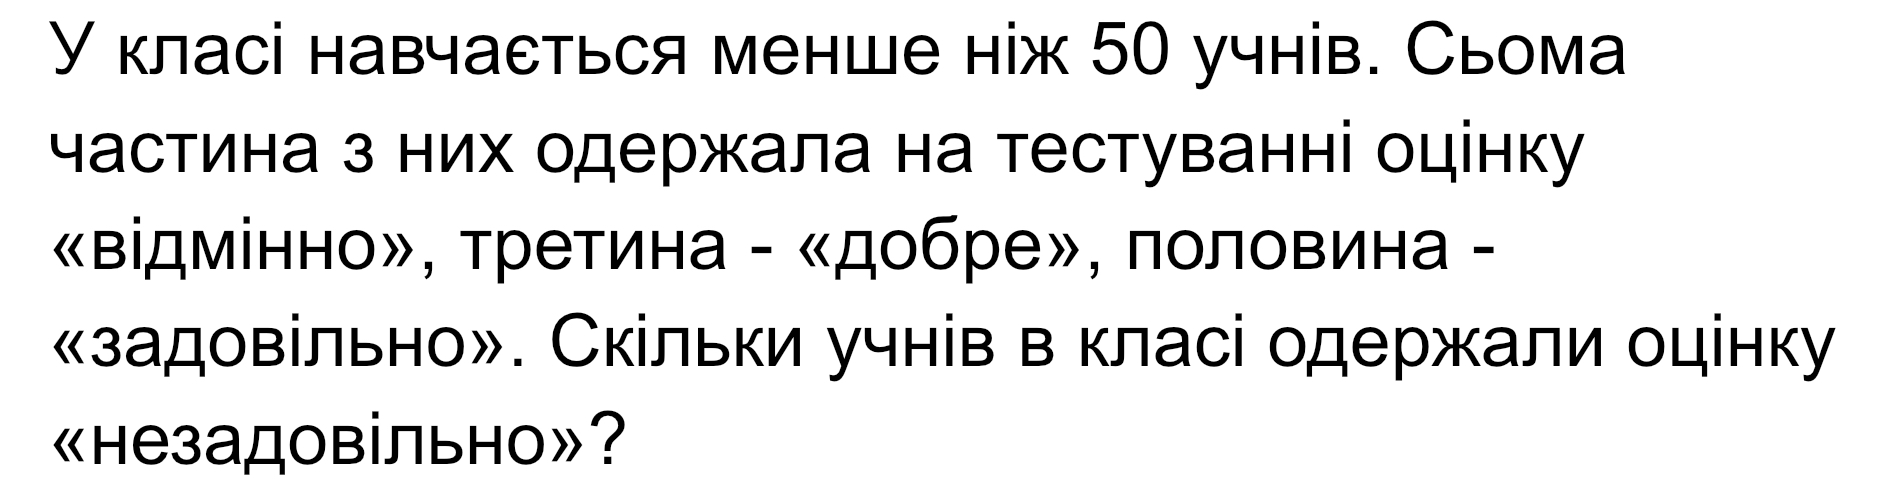 У класі навчається менше ніж 50 учнів. Сьома
частина з них одержала на тестуванні оцінку
«відмінно», третина - «добре», половина -
«задовільно». Скільки учнів в класі одержали оцінку
«незадовільно»?